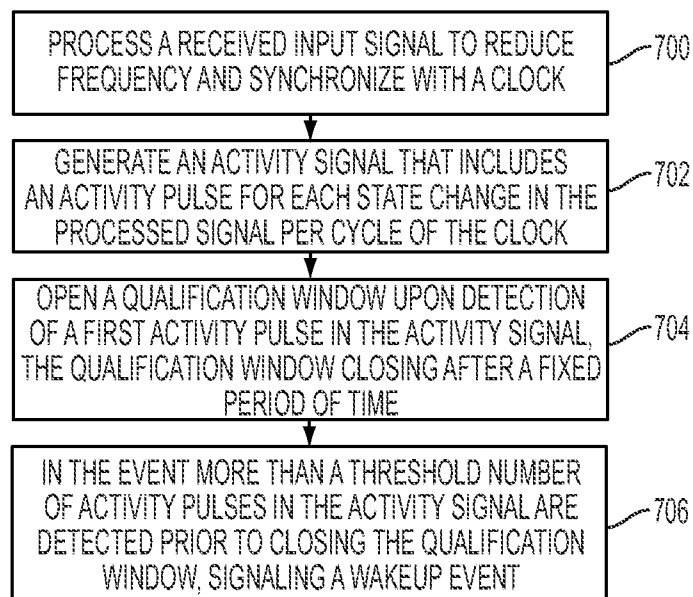 PROCESS A RECEIVED INPUT SIGNAL TO REDUCE
FREQUENCY AND SYNCHRONIZE WITH A CLOCK
700
GENERATE AN ACTIVITY SIGNAL THAT INCLUDES
AN ACTIVITY PULSE FOR EACH STATE CHANGE IN THE
PROCESSED SIGNAL PER CYCLE OF THE CLOCK
702
OPEN A QUALIFICATION WINDOW UPON DETECTION
OF A FIRST ACTIVITY PULSE IN THE ACTIVITY SIGNAL,
THE QUALIFICATION WINDOW CLOSING AFTER A FIXED
PERIOD OF TIME
704
IN THE EVENT MORE THAN A THRESHOLD NUMBER
OF ACTIVITY PULSES IN THE ACTIVITY SIGNAL ARE
DETECTED PRIOR TO CLOSING THE QUALIFICATION
WINDOW, SIGNALING A WAKEUP EVENT
706